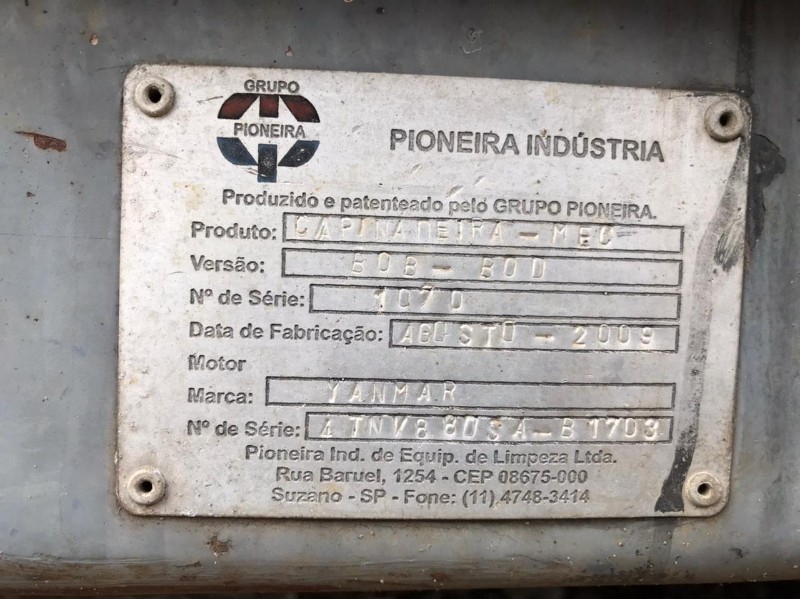 GRUPO
PIONEIRA
PIONEIRA INDÚSTRIA
Produzido e patenteado pelo GRUPO PIONEIRA.
Produto: CAPINADEIRA - MEC
Versão: BOB - BOD
Nº de Série: 1070
Data de Fabricação: AGOSTO - 2009
Motor
Marca: YANMAR
Nº de Série: 4TNV88DSA-B1703
Pioneira Ind. de Equip. de Limpeza Ltda.
Rua Baruel, 1254 - CEP 08675-000
Suzano - SP - Fone: (11) 4748-3414